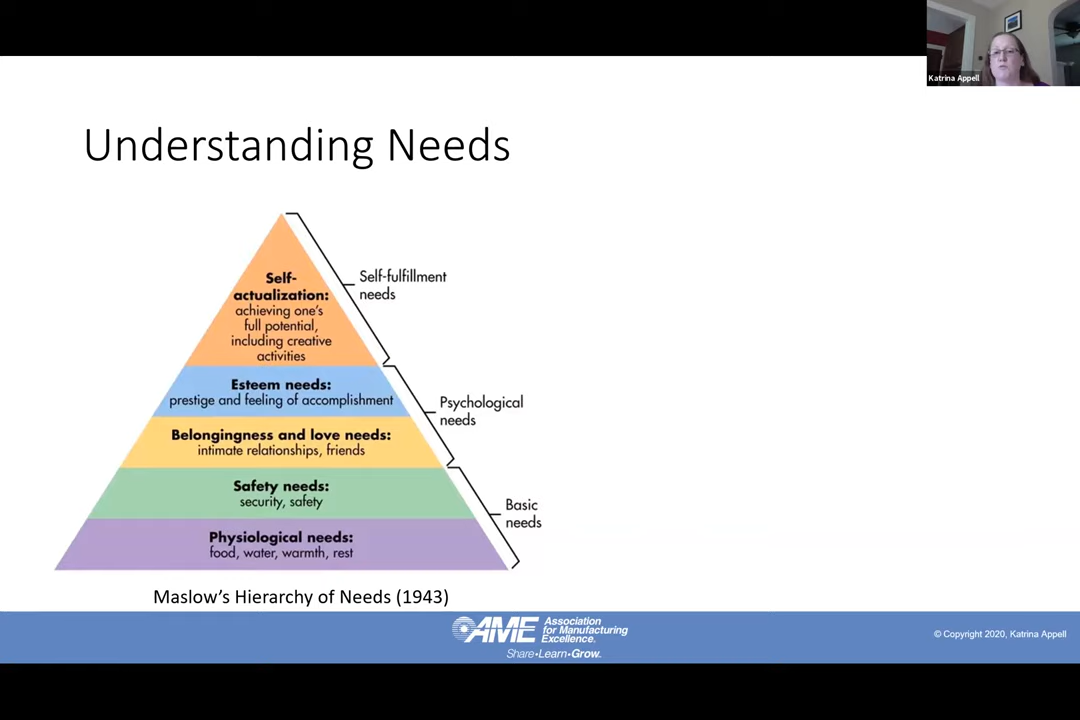 Katrina Appell
Understanding Needs
Self-
actualization:
achieving one's
full potential,
including creative
activities
Self-fulfillment
needs
Esteem needs:
prestige and feeling of accomplishment
Psychological
needs
Belongingness and love needs:
intimate relationships, friends
Safety needs:
security, safety
Basic
needs
Physiological needs:
food, water, warmth, rest
Maslow's Hierarchy of Needs (1943)
AME Association
for Manufacturing
Excellence.
Share•Learn•Grow.
© Copyright 2020, Katrina Appell